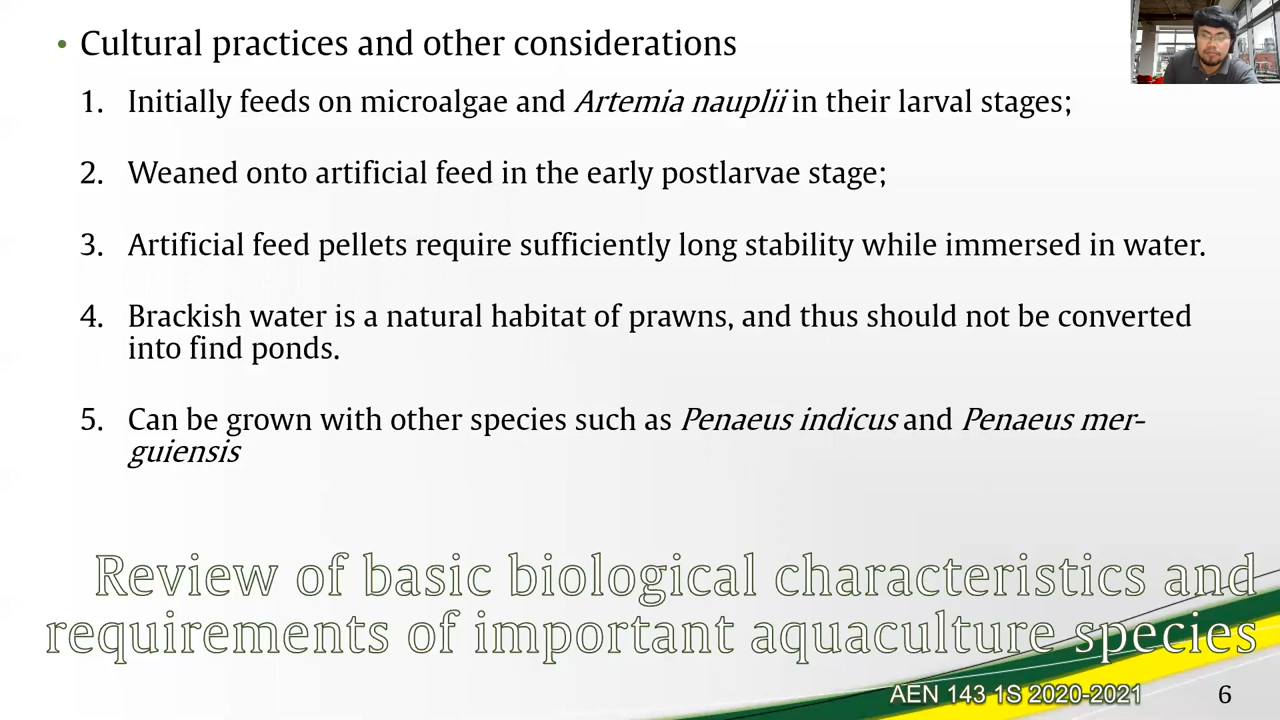 • Cultural practices and other considerations
1. Initially feeds on microalgae and Artemia nauplii in their larval stages;
2. Weaned onto artificial feed in the early postlarvae stage;
3. Artificial feed pellets require sufficiently long stability while immersed in water.
4. Brackish water is a natural habitat of prawns, and thus should not be converted
into find ponds.
5. Can be grown with other species such as Penaeus indicus and Penaeus mer-
guiensis
Review of basic biological characteristics and
requirements of important aquaculture species
AEN 143 1S 2020-2021
6